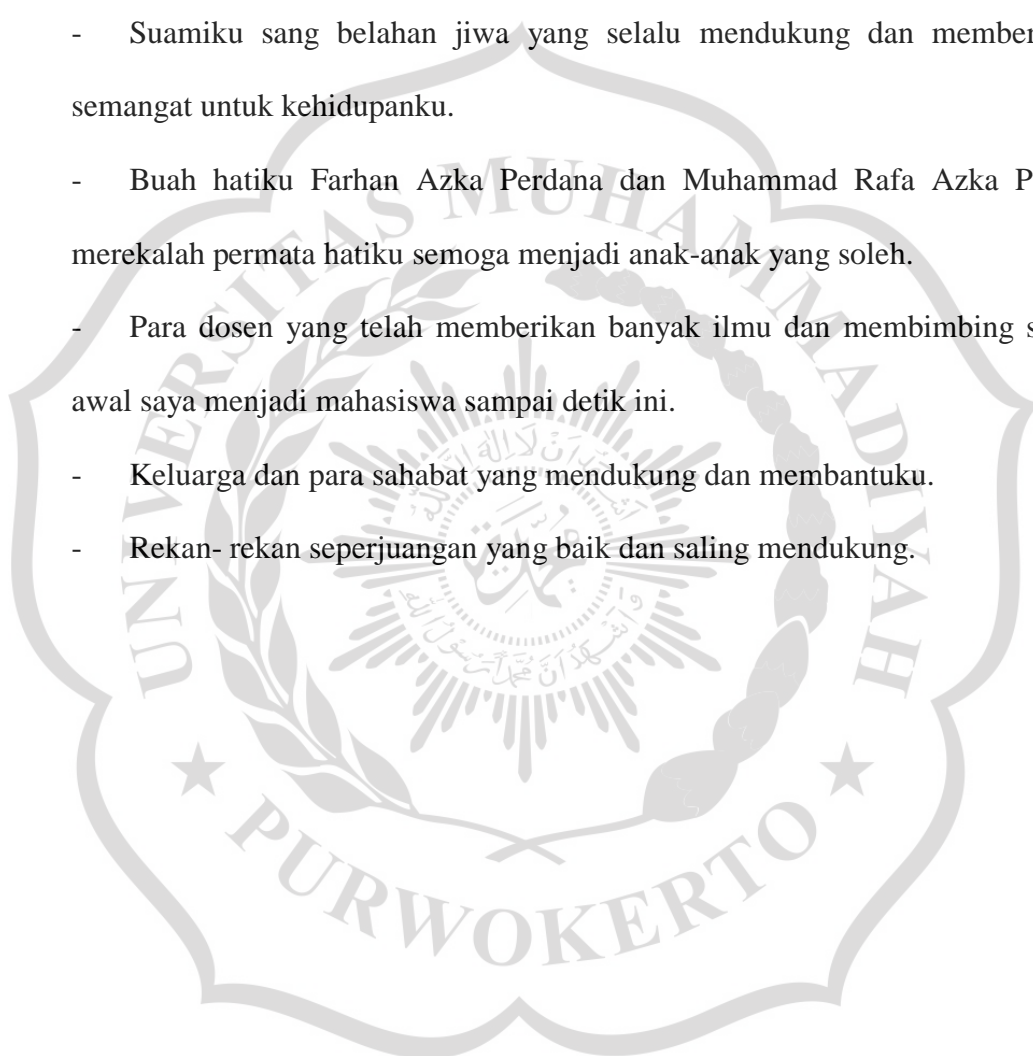 - Suamiku sang belahan jiwa yang selalu mendukung dan member
semangat untuk kehidupanku.
- Buah hatiku Farhan Azka Perdana dan Muhammad Rafa Azka P
merekalah permata hatiku semoga menjadi anak-anak yang soleh.
- Para dosen yang telah memberikan banyak ilmu dan membimbing s
awal saya menjadi mahasiswa sampai detik ini.
- Keluarga dan para sahabat yang mendukung dan membantuku.
- Rekan- rekan seperjuangan yang baik dan saling mendukung.
UNIVERSITAS MUHAMMADIYAH
PURWOKERTO